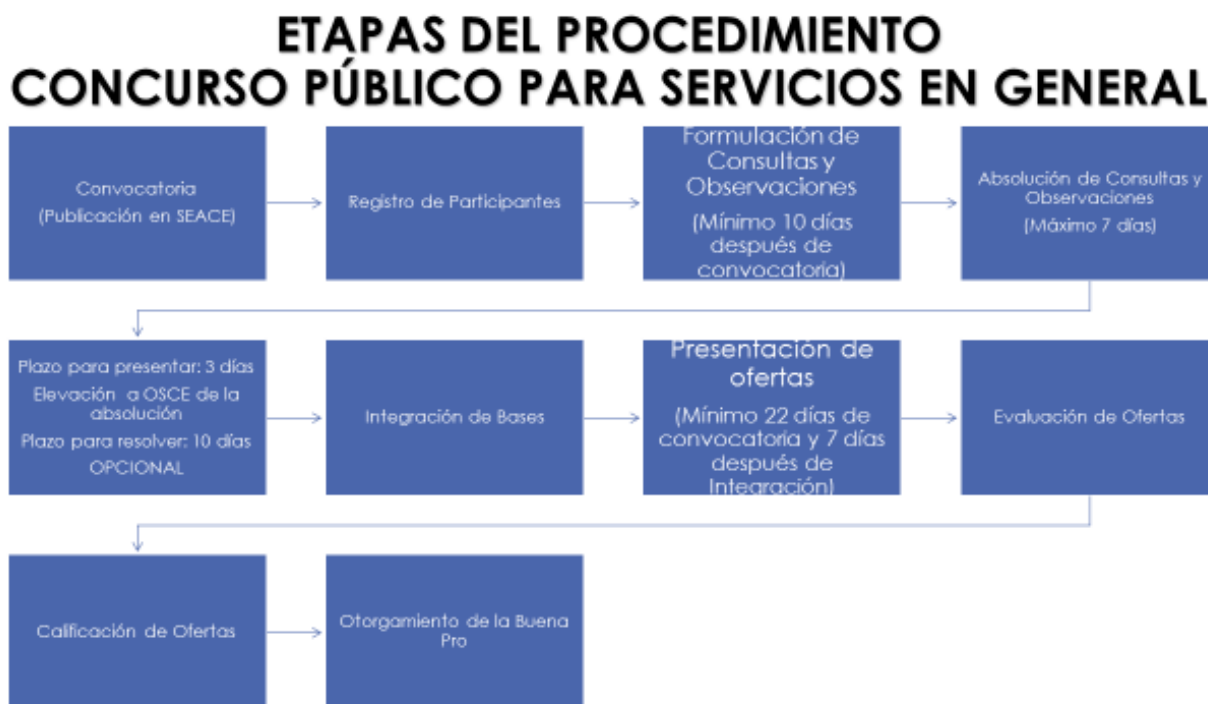 ETAPAS DEL PROCEDIMIENTO
CONCURSO PÚBLICO PARA SERVICIOS EN GENERAL
Convocatoria
(Publicación en SEACE)
Registro de Participantes
Formulación de
Consultas y
Observaciones
(Mínimo 10 días
después de
convocatoria)
Absolución de Consultas y
Observaciones
(Máximo 7 días)
Plazo para presentar: 3 días
Elevación a OSCE de la
absolución
Plazo para resolver: 10 días
OPCIONAL
Integración de Bases
Presentación de
ofertas
(Mínimo 22 días de
convocatoria y 7 días
después de
Integración)
Evaluación de Ofertas
Calificación de Ofertas
Otorgamiento de la Buena
Pro